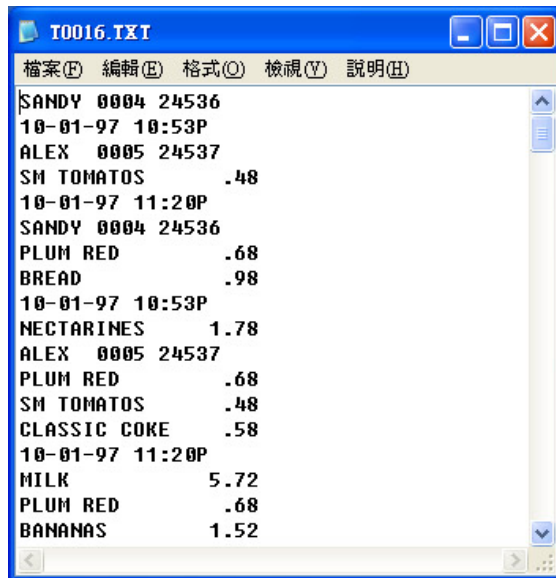 T0016.TXT
檔案(F) 編輯(E) 格式(O) 檢視(V) 說明(H)
SANDY 0004 24536
10-01-97 10:53P
ALEX 0005 24537
SM TOMATOS .48
10-01-97 11:20P
SANDY 0004 24536
PLUM RED .68
BREAD .98
10-01-97 10:53P
NECTARINES 1.78
ALEX 0005 24537
PLUM RED .68
SM TOMATOS .48
CLASSIC COKE .58
10-01-97 11:20P
MILK 5.72
PLUM RED .68
BANANAS 1.52